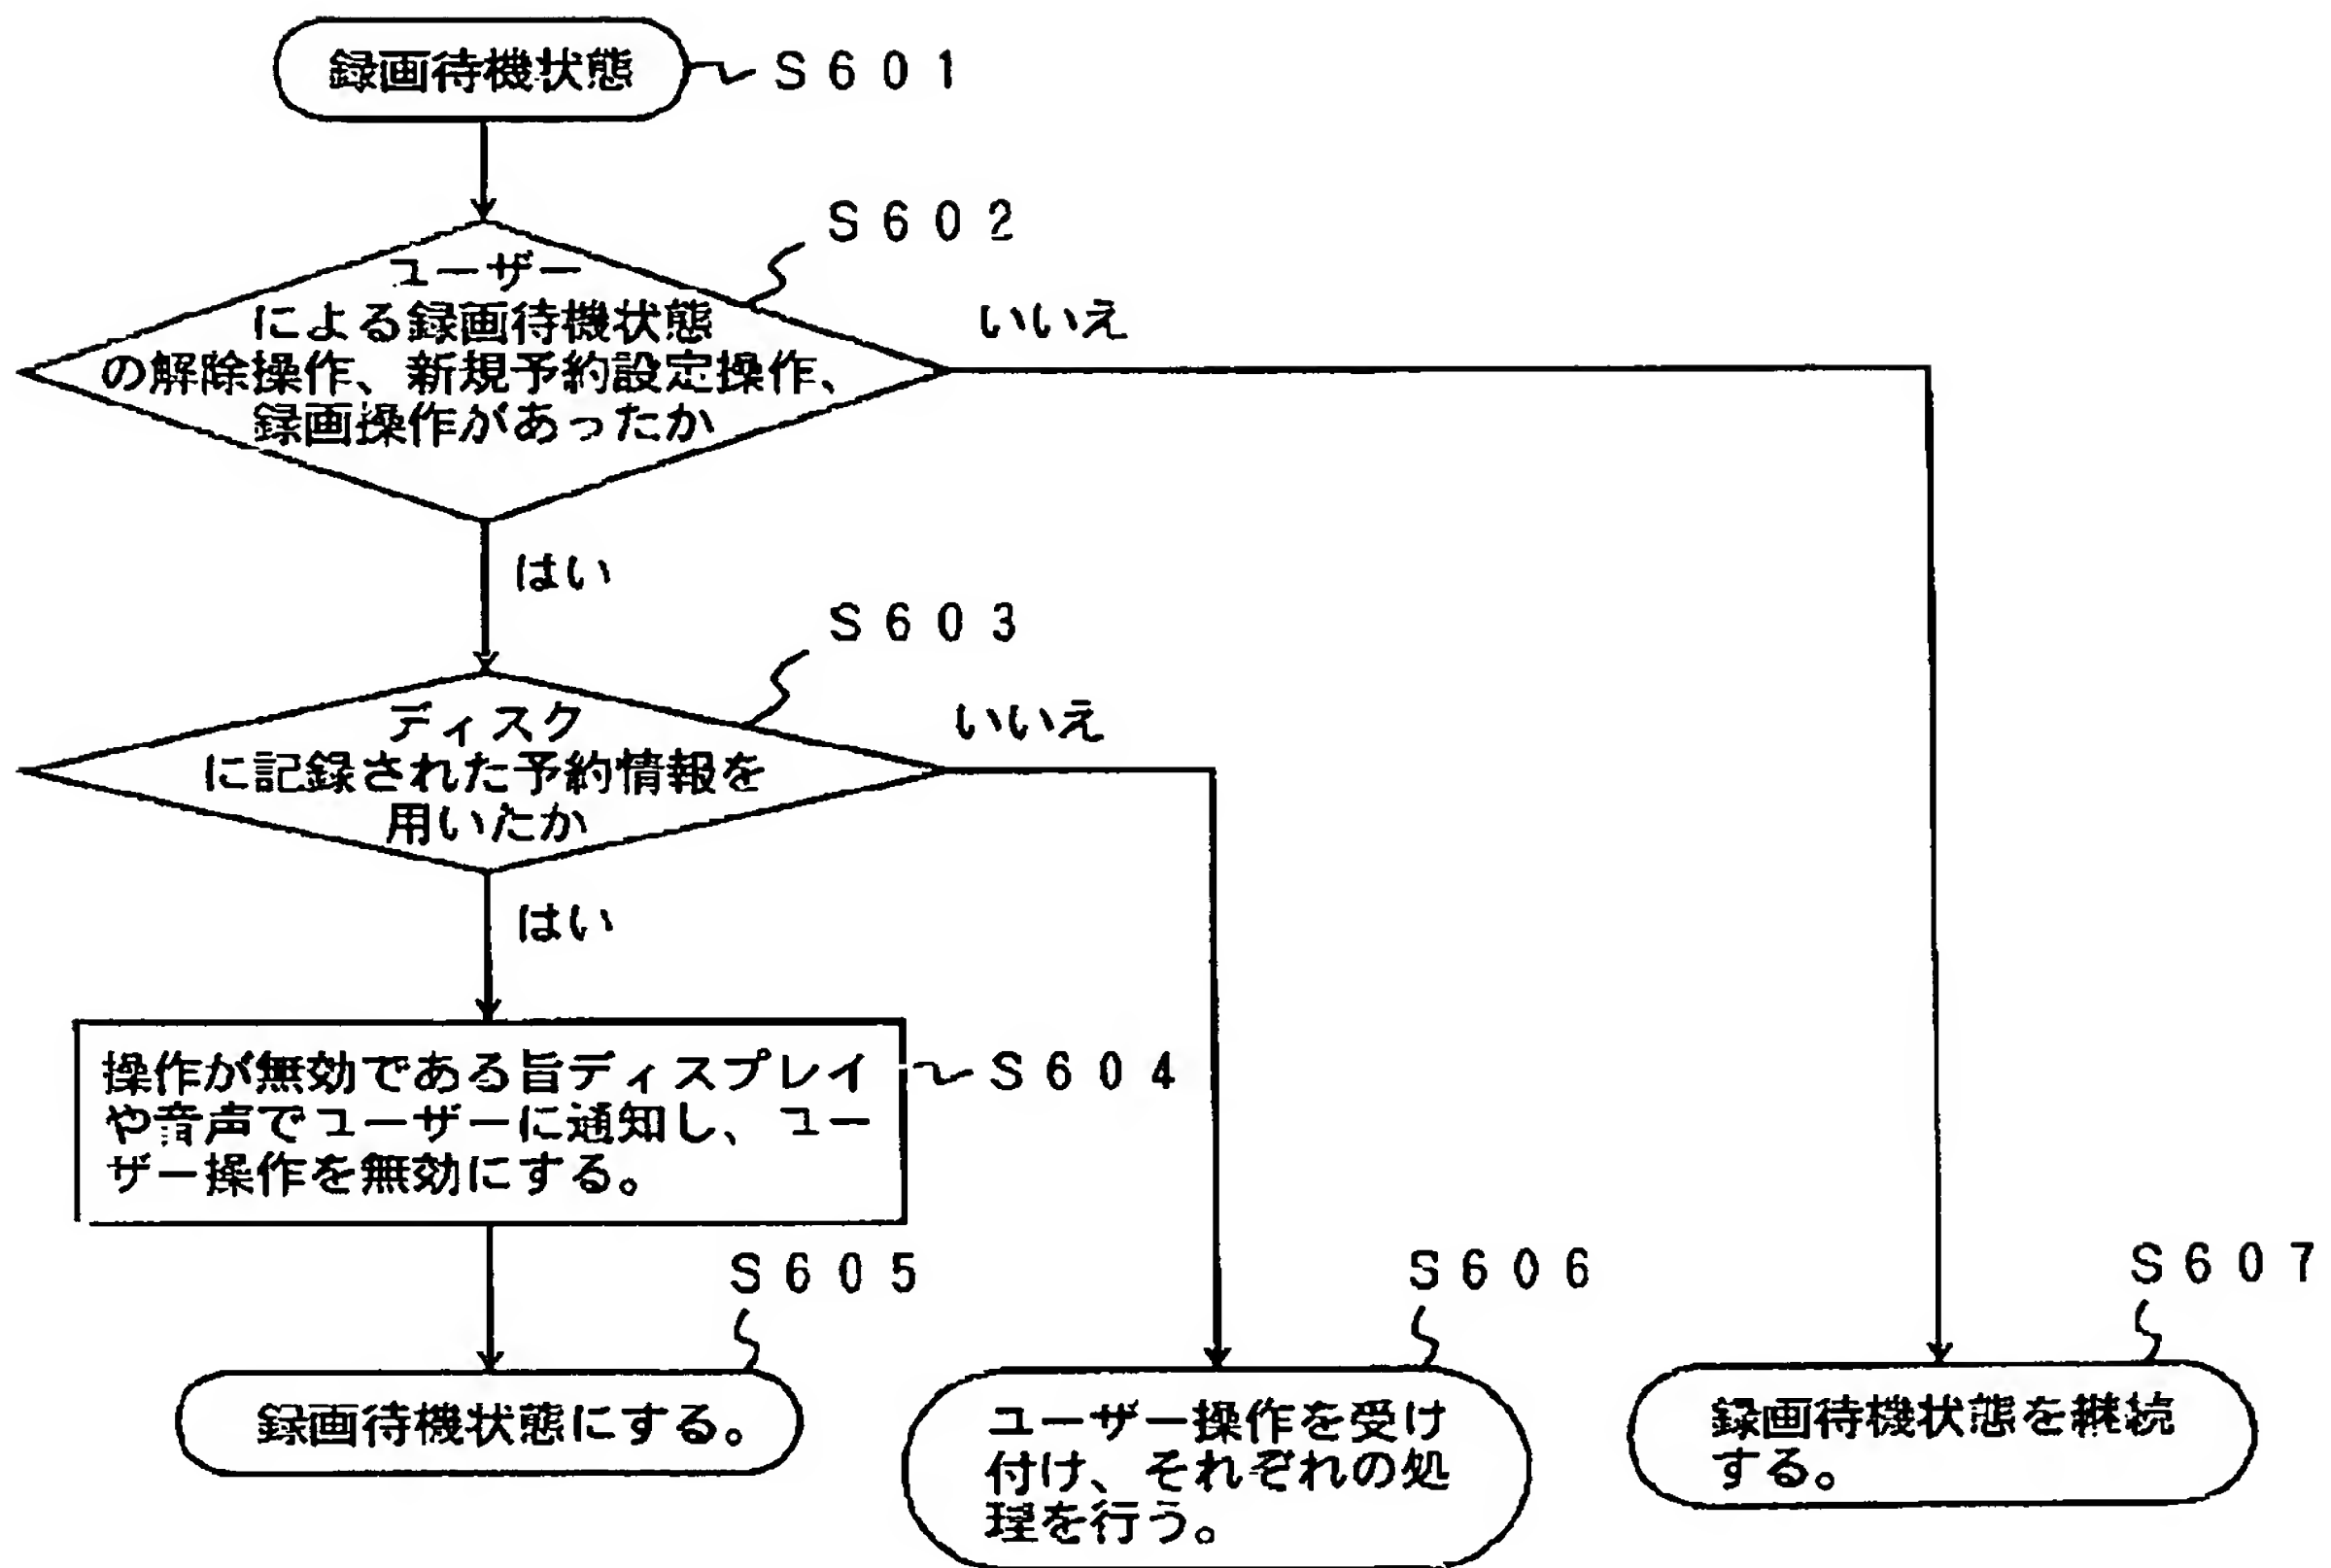 録画待機状態
S601
S602
ユーザー
による録画待機状態
の解除操作、新規予約設定操作、
録画操作があったか
いいえ
はい
S603
ディスク
に記録された予約情報を
用いたか
いいえ
はい
操作が無効である旨ディスプレイ
や音声でユーザーに通知し、ユー
ザー操作を無効にする。
S604
S605
録画待機状態にする。
S606
ユーザー操作を受け
付け、それぞれの処
理を行う。
S607
録画待機状態を継続
する。